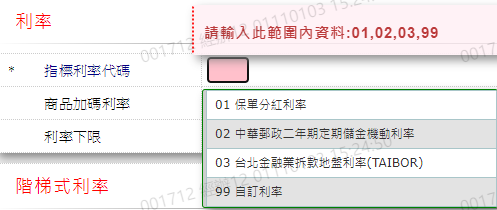 利率
請輸入此範圍內資料:01,02,03,99
* 指標利率代碼
商品加碼利率
01 保單分紅利率
利率下限
02 中華郵政二年期定期儲金機動利率
03 台北金融業拆款地盤利率(TAIBOR)
99 自訂利率
階梯式利率